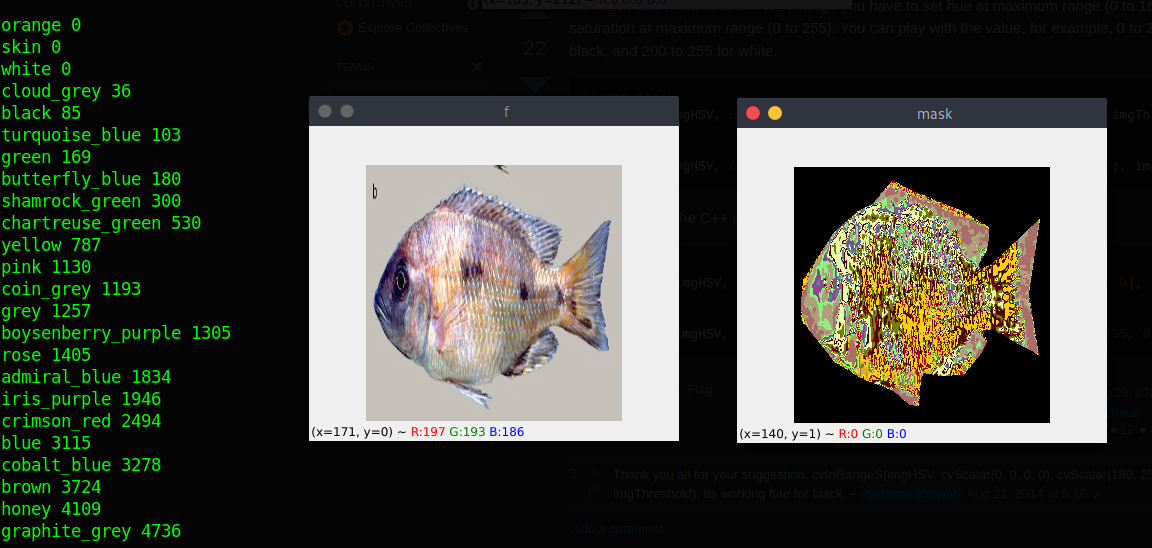 orange 0
skin 0
white 0
cloud_grey 36
black 85
turquoise_blue 103
green 169
butterfly_blue 180
shamrock_green 300
chartreuse_green 530
yellow 787
pink 1130
coin_grey 1193
grey 1257
boysenberry_purple 1305
rose 1405
admiral_blue 1834
iris_purple 1946
crimson_red 2494
blue 3115
cobalt_blue 3278
brown 3724
honey 4109
graphite_grey 4736
COLLECTIVES
Explore Collectives
TEAMS
22
you have to set hue at maximum range (0 to
saturation at maximum range (0 to 255). You can play with the value, for example, 0 to
black, and 200 to 255 for white.
f
b
(x=171, y=0) ~ R:197 G:193 B:186
mask
(x=140, y=1) ~ R:0 G:0 B:0
imgHSV,
the C++
Flag
3
Thank you all for your suggestion. cvInRangeS(imgHSV, cvScalar(0, 0, 0, 0), cvScalar(180,
imgThreshold); Its working fine for black. –
Aug 21, 2014 at 5:16
Add a comment